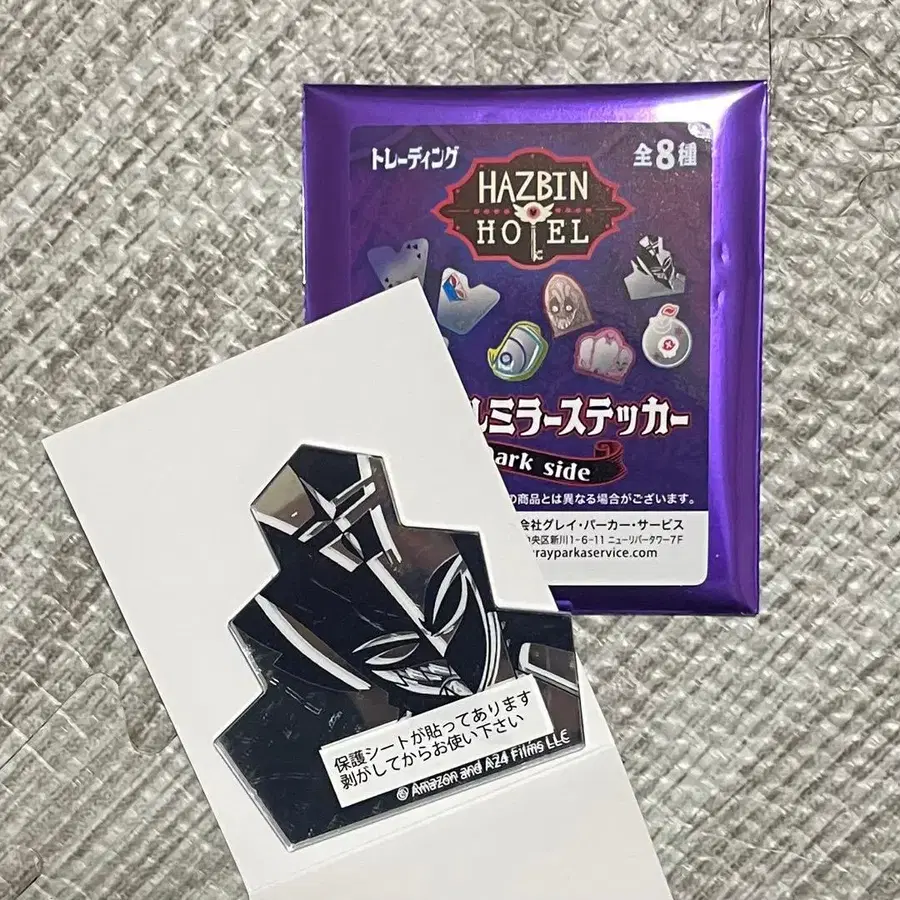 トレーディング
全8種
HAZBIN
HOTEL
ルミラーステッカー
ark side
の商品とは異なる場合がございます。
会社グレイ・パーカー・サービス
中央区新川1-6-11 ニューリバータワー7F
rayparkaservice.com
保護シートが貼ってあります
剥がしてからお使い下さい
© Amazon and A24 Films LLC